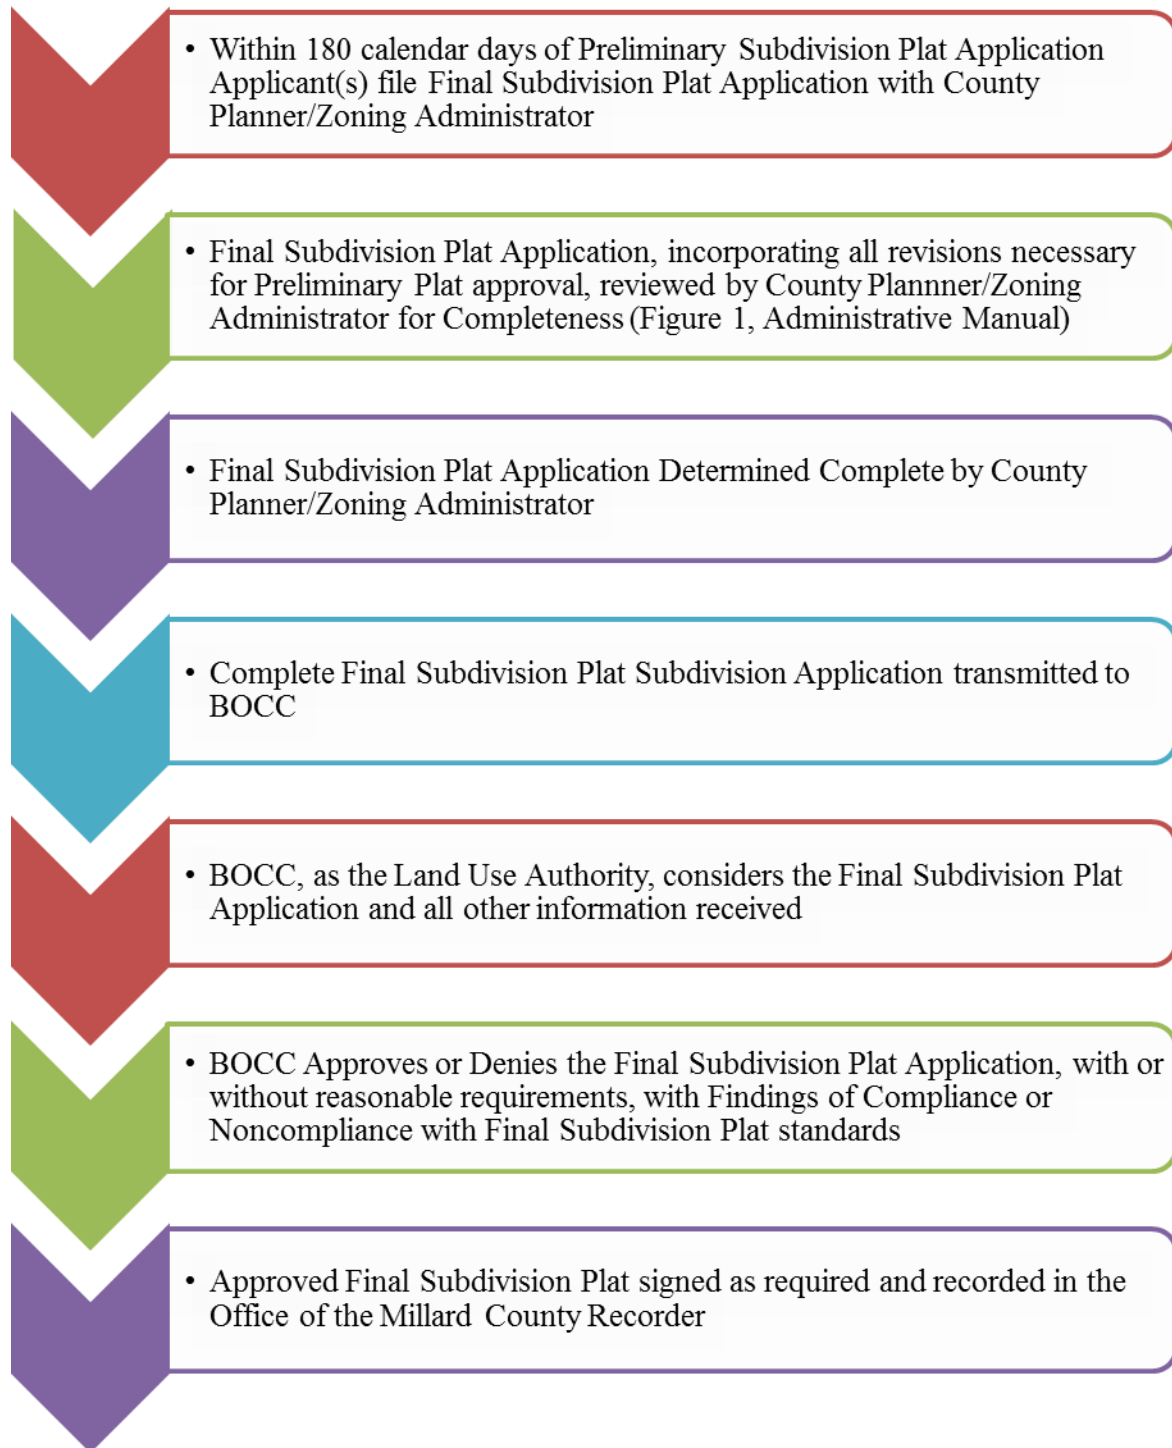 • Within 180 calendar days of Preliminary Subdivision Plat Application
Applicant(s) file Final Subdivision Plat Application with County
Planner/Zoning Administrator
• Final Subdivision Plat Application, incorporating all revisions necessary
for Preliminary Plat approval, reviewed by County Plannner/Zoning
Administrator for Completeness (Figure 1, Administrative Manual)
• Final Subdivision Plat Application Determined Complete by County
Planner/Zoning Administrator
• Complete Final Subdivision Plat Subdivision Application transmitted to
BOCC
• BOCC, as the Land Use Authority, considers the Final Subdivision Plat
Application and all other information received
• BOCC Approves or Denies the Final Subdivision Plat Application, with or
without reasonable requirements, with Findings of Compliance or
Noncompliance with Final Subdivision Plat standards
• Approved Final Subdivision Plat signed as required and recorded in the
Office of the Millard County Recorder